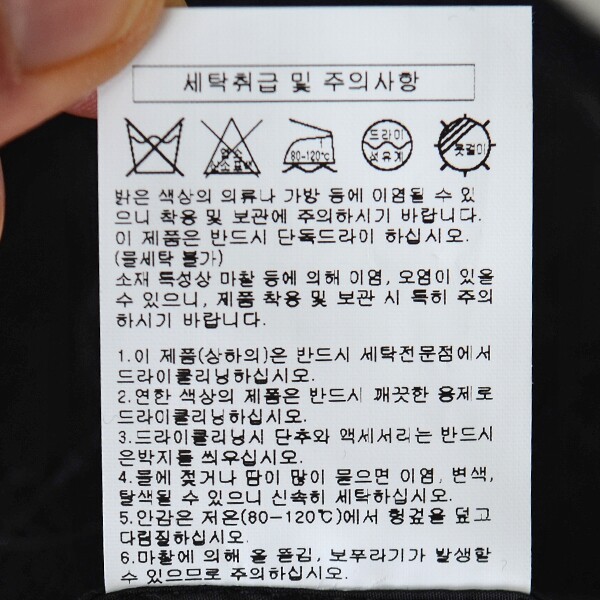 세탁취급 및 주의사항
염소
산소표백
80-120℃
드라이
석유계
옷걸이
밝은 색상의 의류나 가방 등에 이염될 수 있
으니 착용 및 보관에 주의하시기 바랍니다.
이 제품은 반드시 단독드라이 하십시오.
(물세탁 불가)
소재 특성상 마찰 등에 의해 이염, 오염이 있을
수 있으니, 제품 착용 및 보관 시 특히 주의
하시기 바랍니다.
1.이 제품(상하의)은 반드시 세탁전문점에서
드라이클리닝하십시오.
2.연한 색상의 제품은 반드시 깨끗한 용제로
드라이클리닝하십시오.
3.드라이클리닝시 단추와 액세서리는 반드시
은박지를 씌우십시오.
4.물에 젖거나 땀이 많이 묻으면 이염, 변색,
탈색될 수 있으니 신속히 세탁하십시오.
5.안감은 저온(80-120℃)에서 헝겊을 덮고
다림질하십시오.
6.마찰에 의해 올 뜯김, 보푸라기가 발생할
수 있으므로 주의하십시오.